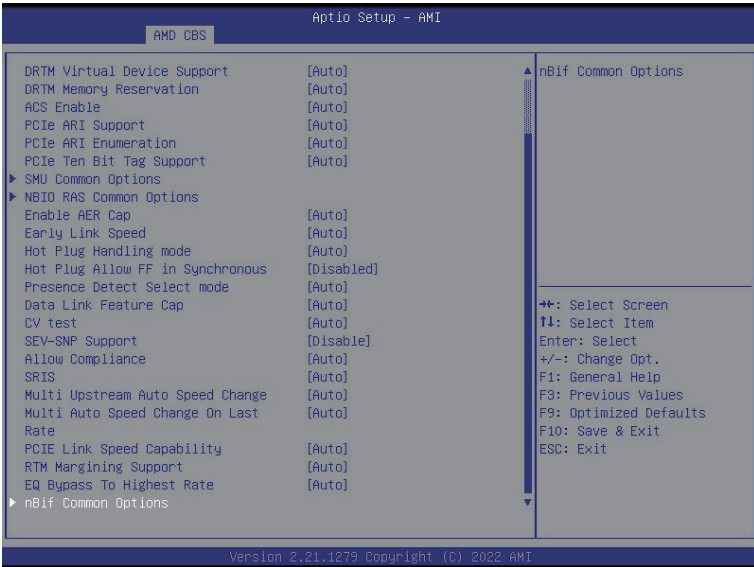 Aptio Setup - AMI
AMD CBS
DRTM Virtual Device Support [Auto]
DRTM Memory Reservation [Auto]
ACS Enable [Auto]
PCIe ARI Support [Auto]
PCIe ARI Enumeration [Auto]
PCIe Ten Bit Tag Support [Auto]
SMU Common Options
NBIO RAS Common Options
Enable AER Cap [Auto]
Early Link Speed [Auto]
Hot Plug Handling mode [Auto]
Hot Plug Allow FF in Synchronous [Disabled]
Presence Detect Select mode [Auto]
Data Link Feature Cap [Auto]
CV test [Auto]
SEV-SNP Support [Disable]
Allow Compliance [Auto]
SRIS [Auto]
Multi Upstream Auto Speed Change [Auto]
Multi Auto Speed Change On Last [Auto]
Rate
PCIE Link Speed Capability [Auto]
RTM Margining Support [Auto]
EQ Bypass To Highest Rate [Auto]
nBif Common Options
nBif Common Options
→←: Select Screen
↑↓: Select Item
Enter: Select
+/-: Change Opt.
F1: General Help
F3: Previous Values
F9: Optimized Defaults
F10: Save & Exit
ESC: Exit
Version 2.21.1279 Copyright (C) 2022 AMI